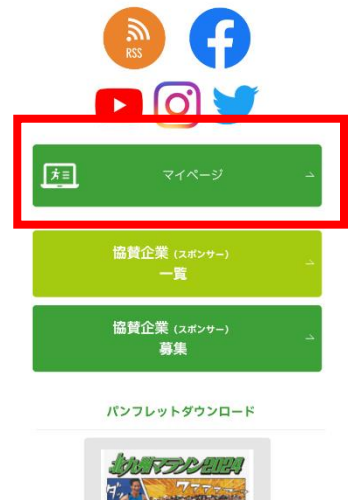 RSS
マイページ
協賛企業 (スポンサー)
一覧
協賛企業 (スポンサー)
募集
パンフレットダウンロード
北九州マラソン2024